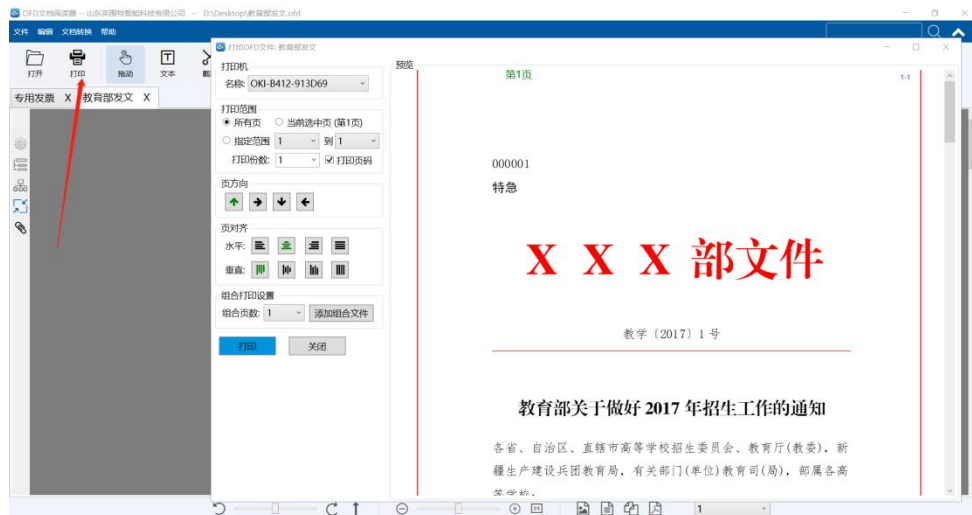 OFD文档阅读器 -- 山东英图特智能科技有限公司 -- D:\Desktop\教育部发文.ofd
文件 编辑 文档转换 帮助
打开 打印 拖动 文本
专用发票 X 教育部发文 X
打印OFD文件: 教育部发文
打印机
名称: OKI-B412-913D69
打印范围
所有页 当前选中页 (第1页)
指定范围 1 到 1
打印份数: 1 打印页码
页方向
页对齐
水平:
垂直:
组合打印设置
组合页数: 1 添加组合文件
打印 关闭
预览
第1页 1-1
000001
特急
X X X 部文件
教学〔2017〕1 号
教育部关于做好 2017 年招生工作的通知
各省、自治区、直辖市高等学校招生委员会、教育厅(教委)，新
疆生产建设兵团教育局，有关部门(单位)教育司(局)，部属各高
等学校：
1